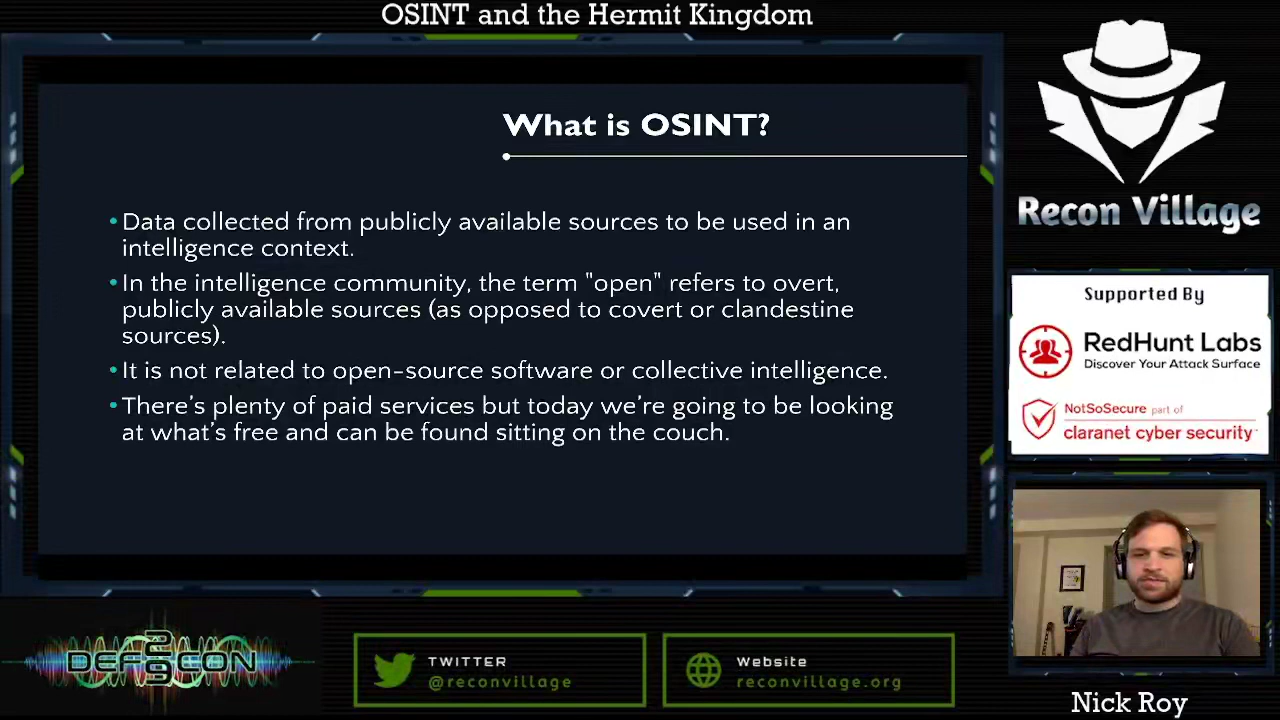 OSINT and the Hermit Kingdom
What is OSINT?
•Data collected from publicly available sources to be used in an
intelligence context.
•In the intelligence community, the term "open" refers to overt,
publicly available sources (as opposed to covert or clandestine
sources).
•It is not related to open-source software or collective intelligence.
•There’s plenty of paid services but today we’re going to be looking
at what’s free and can be found sitting on the couch.
Recon Village
Supported By
RedHunt Labs
Discover Your Attack Surface
NotSoSecure part of
claranet cyber security
DEF CON
29
TWITTER
@reconvillage
Website
reconvillage.org
Nick Roy